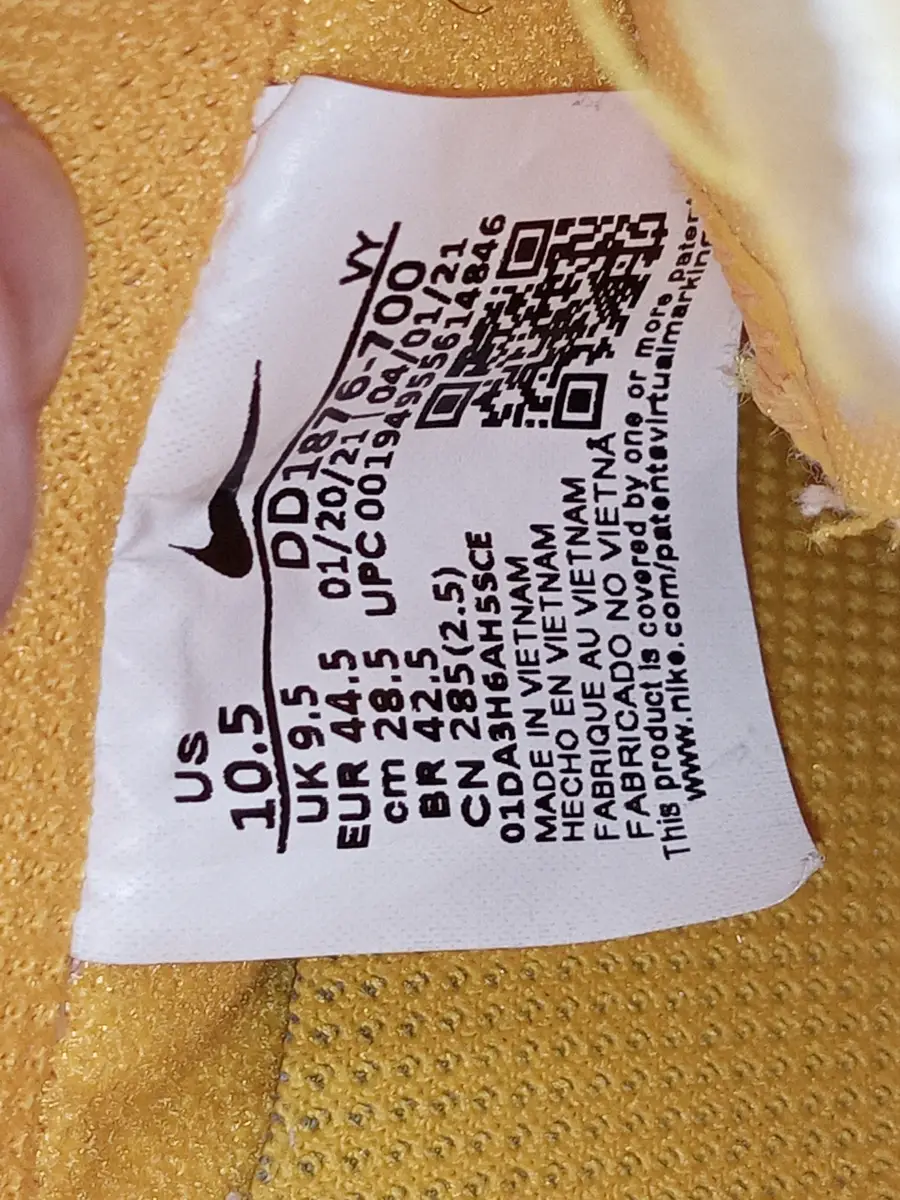 US
10.5
VY
UK 9.5
DD1876-700
EUR 44.5
01/20/21 04/01/21
cm 28.5
UPC 00194955614846
BR 42.5
CN 285(2.5)
01DA3H6AH5SCE
MADE IN VIETNAM
HECHO EN VIETNAM
FABRIQUE AU VIETNAM
FABRICADO NO VIETNÃ
This product is covered by one or more
www.nike.com/patentsvirtualmarking